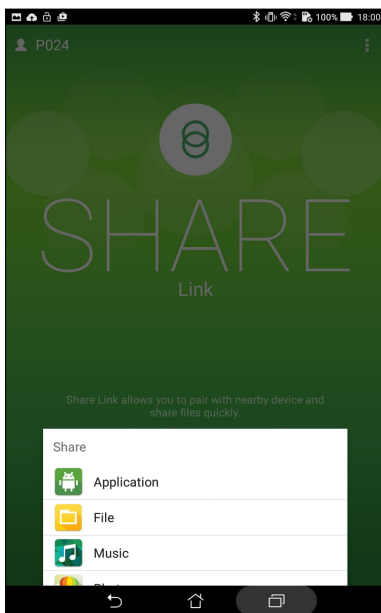 100% 18:00
P024
SHARE
Link
Share Link allows you to pair with nearby device and
share files quickly.
Share
Application
File
Music